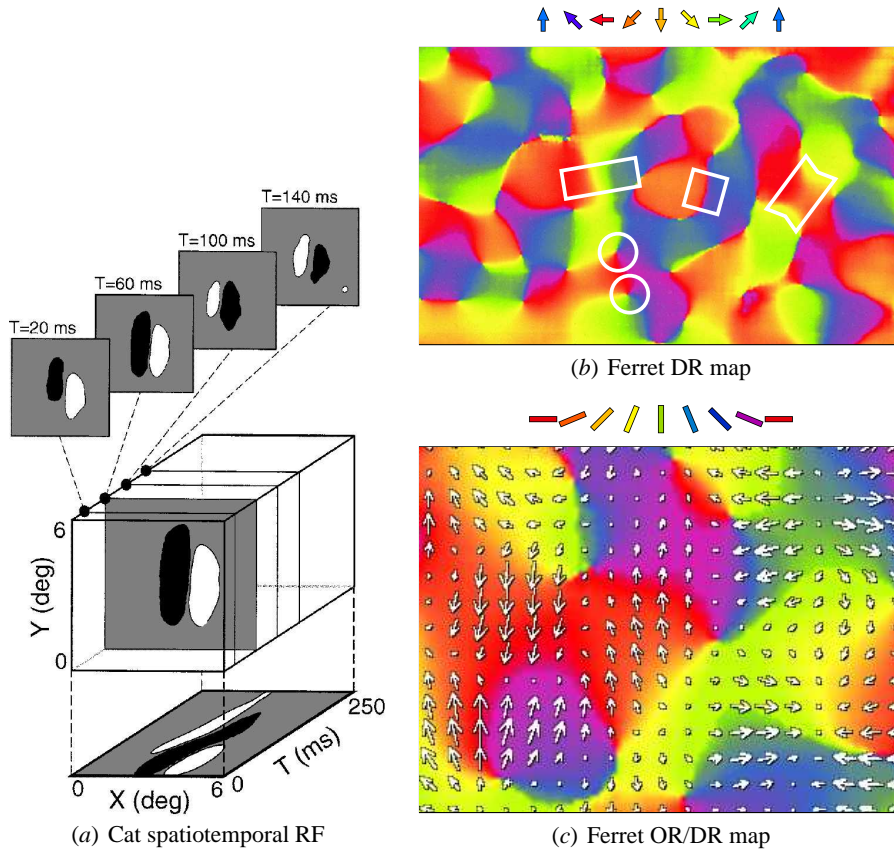 T=140 ms
T=100 ms
T=60 ms
T=20 ms
6
Y (deg)
0
0
X (deg)
6
0
T (ms)
250
(a) Cat spatiotemporal RF
(b) Ferret DR map
(c) Ferret OR/DR map